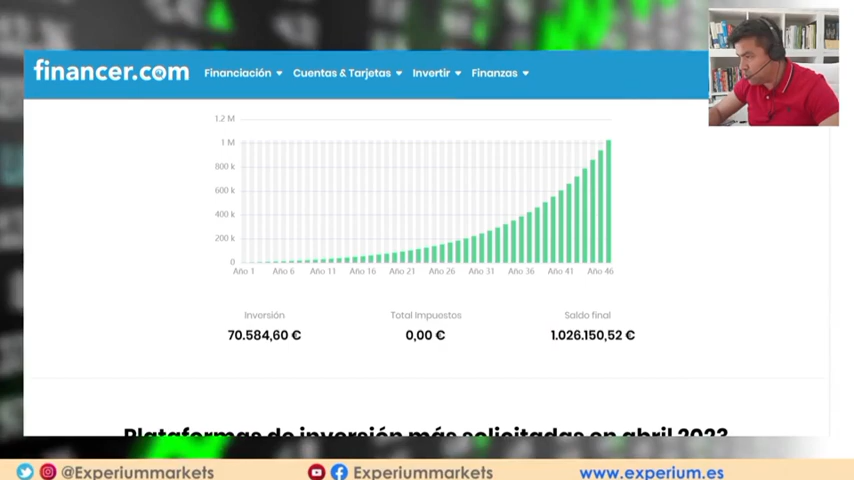 financer.com
Financiación Cuentas & Tarjetas Invertir Finanzas
1.2 M
1 M
800 k
600 k
400 k
200 k
0
Año 1 Año 6 Año 11 Año 16 Año 21 Año 26 Año 31 Año 36 Año 41 Año 46
Inversión Total Impuestos Saldo final
70.584,60 € 0,00 € 1.026.150,52 €
Plataformas de inversión más solicitadas en abril 2023
@Experiummarkets Experiummarkets www.experium.es